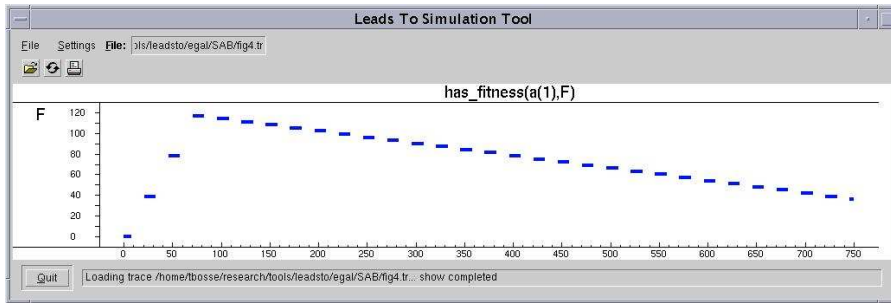 Leads To Simulation Tool
File Settings File: ols/leadsto/egal/SAB/fig4.tr
has_fitness(a(1),F)
F
120
100
80
60
40
20
0
0 50 100 150 200 250 300 350 400 450 500 550 600 650 700 750
Quit Loading trace /home/tbosse/research/tools/leadsto/egal/SAB/fig4.tr... show completed